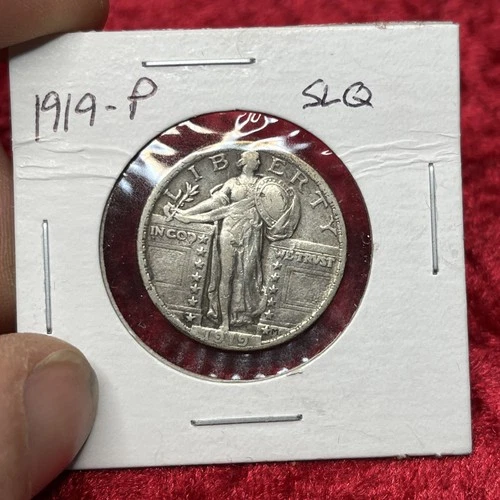 1919-P SLQ
LIBERTY
IN GOD WE TRUST
1919